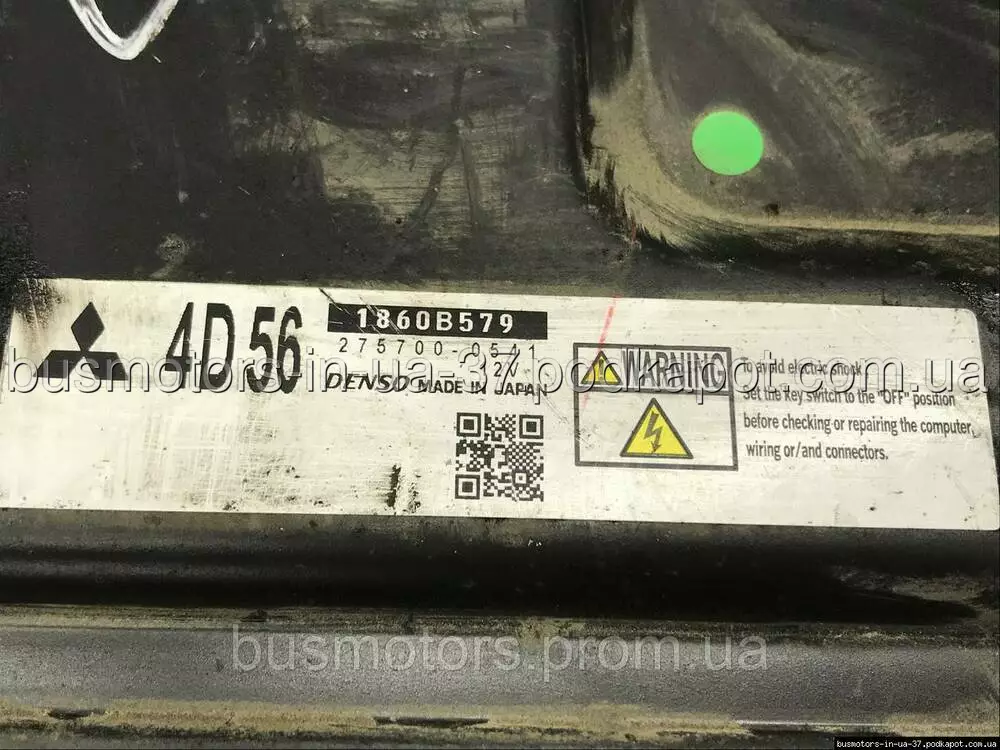 4D56
1860B579
275700-0541
12V
DENSO MADE IN JAPAN
WARNING
To avoid electric shock
Set the key switch to the "OFF" position
before checking or repairing the computer,
wiring or/and connectors.
busmotors-in-ua-37.podkapot.com.ua
busmotors.prom.ua
busmotors-in-ua-37.podkapot.com.ua